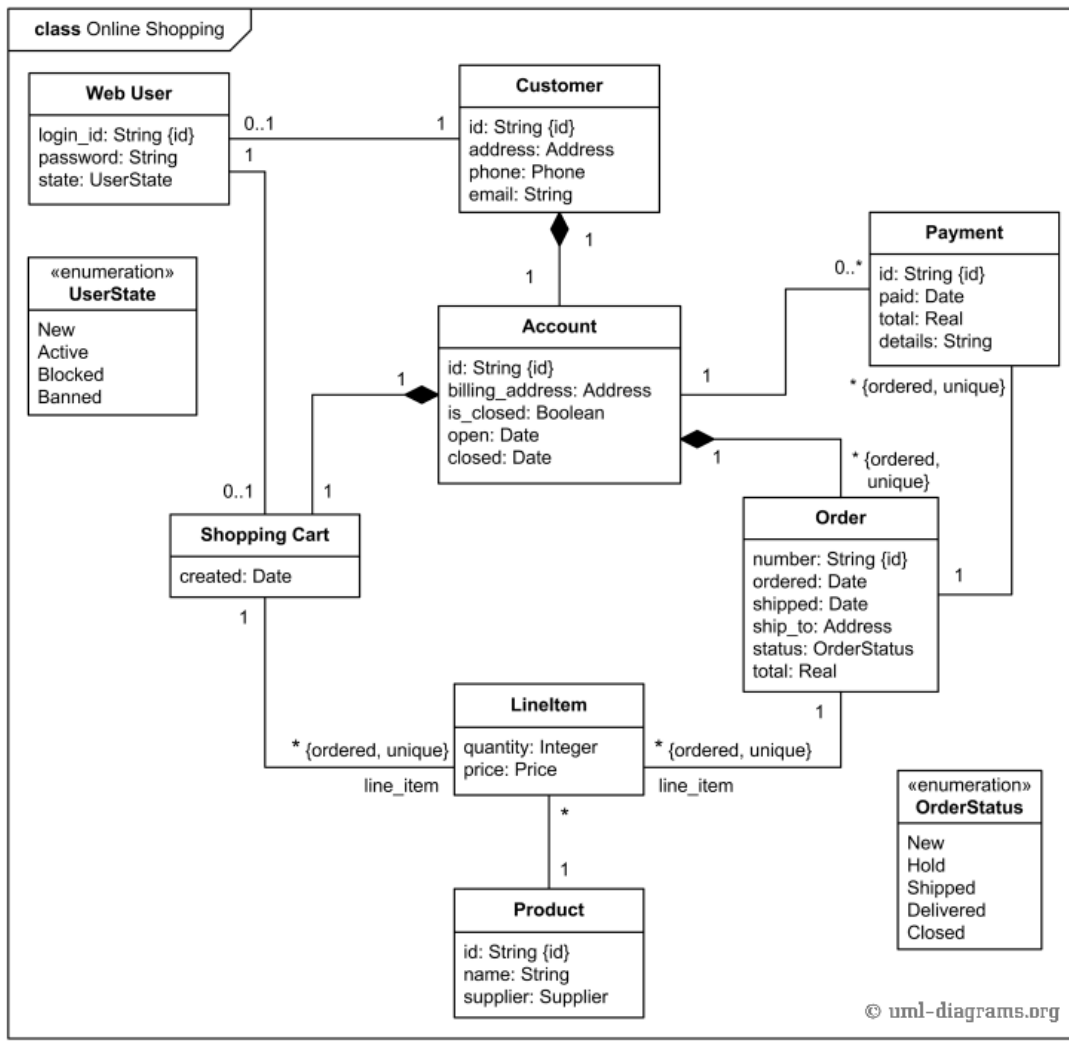 class Online Shopping
Web User
login_id: String {id}
password: String
state: UserState
0..1
1
1
Customer
id: String {id}
address: Address
phone: Phone
email: String
1
1
«enumeration»
UserState
New
Active
Blocked
Banned
Payment
id: String {id}
paid: Date
total: Real
details: String
0..*
1
* {ordered, unique}
Account
id: String {id}
billing_address: Address
is_closed: Boolean
open: Date
closed: Date
1
1
* {ordered,
unique}
0..1
1
Shopping Cart
created: Date
1
Order
number: String {id}
ordered: Date
shipped: Date
ship_to: Address
status: OrderStatus
total: Real
1
1
LineItem
quantity: Integer
price: Price
* {ordered, unique}
line_item
* {ordered, unique}
line_item
*
1
Product
id: String {id}
name: String
supplier: Supplier
«enumeration»
OrderStatus
New
Hold
Shipped
Delivered
Closed
© uml-diagrams.org